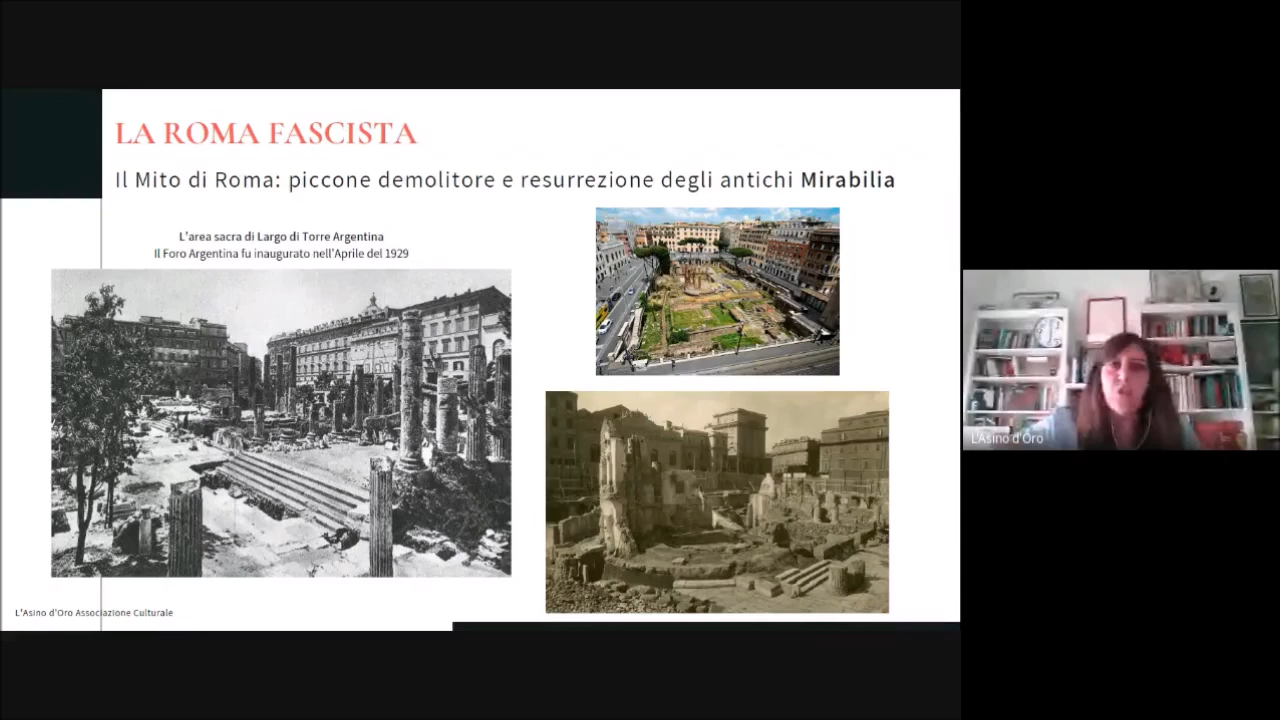 LA ROMA FASCISTA
Il Mito di Roma: piccone demolitore e resurrezione degli antichi Mirabilia
L'area sacra di Largo di Torre Argentina
Il Foro Argentina fu inaugurato nell'Aprile del 1929
L'Asino d'Oro Associazione Culturale
L'Asino d'Oro